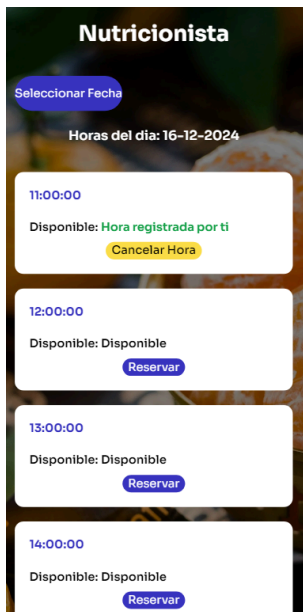 Nutricionista
Seleccionar Fecha
Horas del dia: 16-12-2024
11:00:00
Disponible: Hora registrada por ti
Cancelar Hora
12:00:00
Disponible: Disponible
Reservar
13:00:00
Disponible: Disponible
Reservar
14:00:00
Disponible: Disponible
Reservar